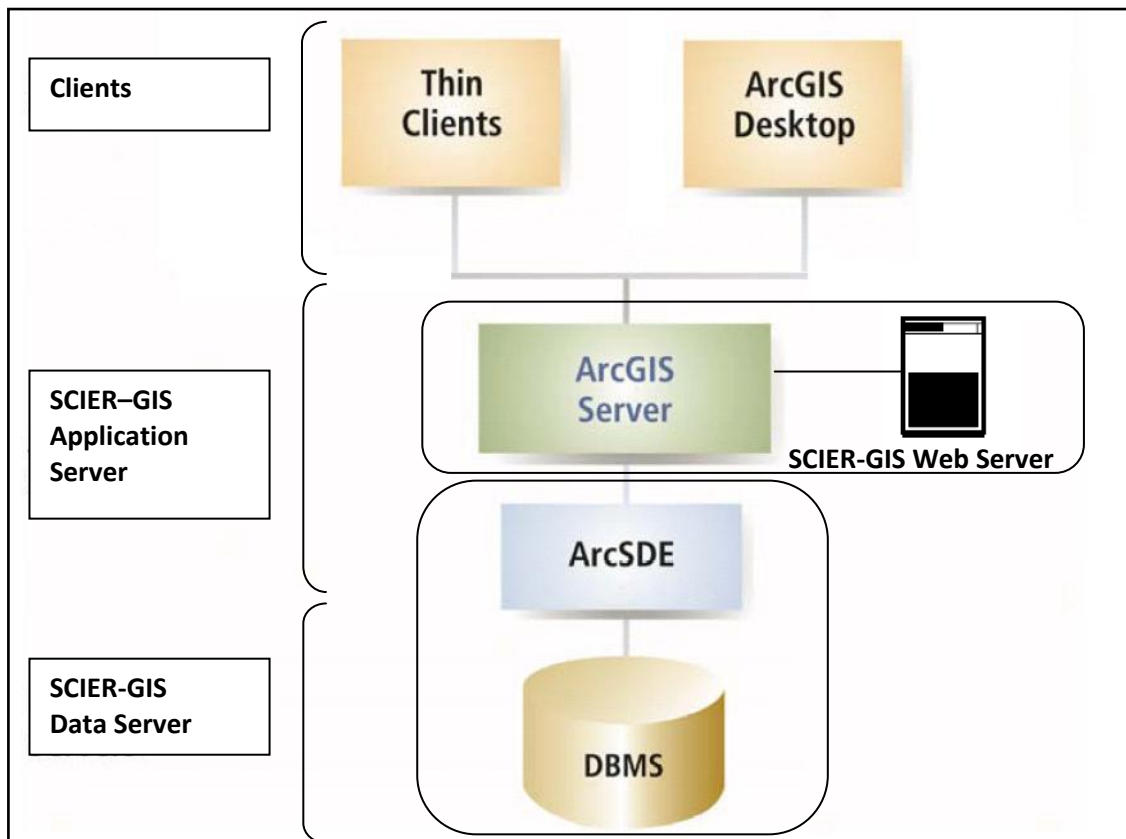 Clients
Thin
Clients
ArcGIS
Desktop
SCIER–GIS
Application
Server
ArcGIS
Server
SCIER-GIS Web Server
ArcSDE
SCIER-GIS
Data Server
DBMS